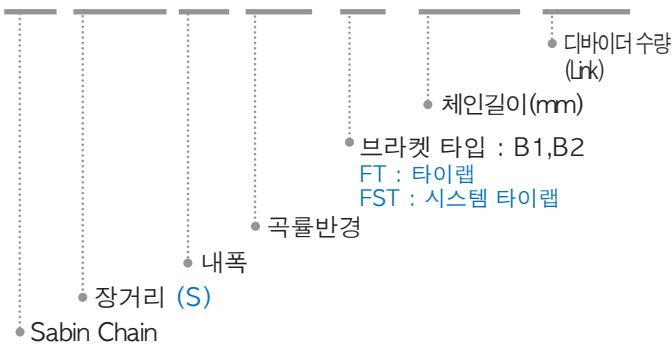 디바이더 수량
(Link)
체인길이(mm)
브라켓 타입 : B1,B2
FT : 타이랩
FST : 시스템 타이랩
곡률반경
내폭
장거리 (S)
Sabin Chain